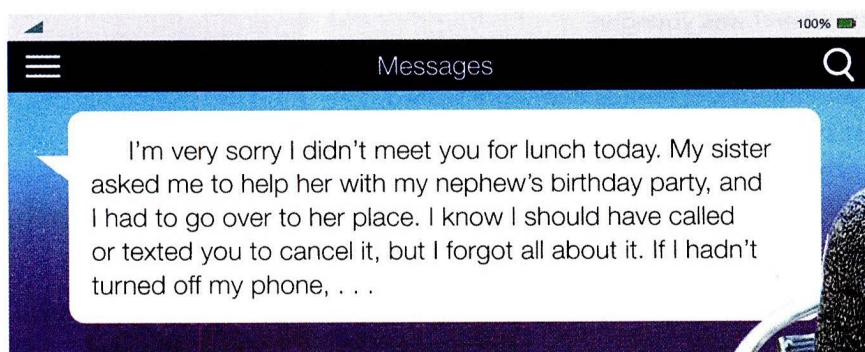 100%
Messages
I'm very sorry I didn't meet you for lunch today. My sister
asked me to help her with my nephew's birthday party, and
I had to go over to her place. I know I should have called
or texted you to cancel it, but I forgot all about it. If I hadn't
turned off my phone, . . .